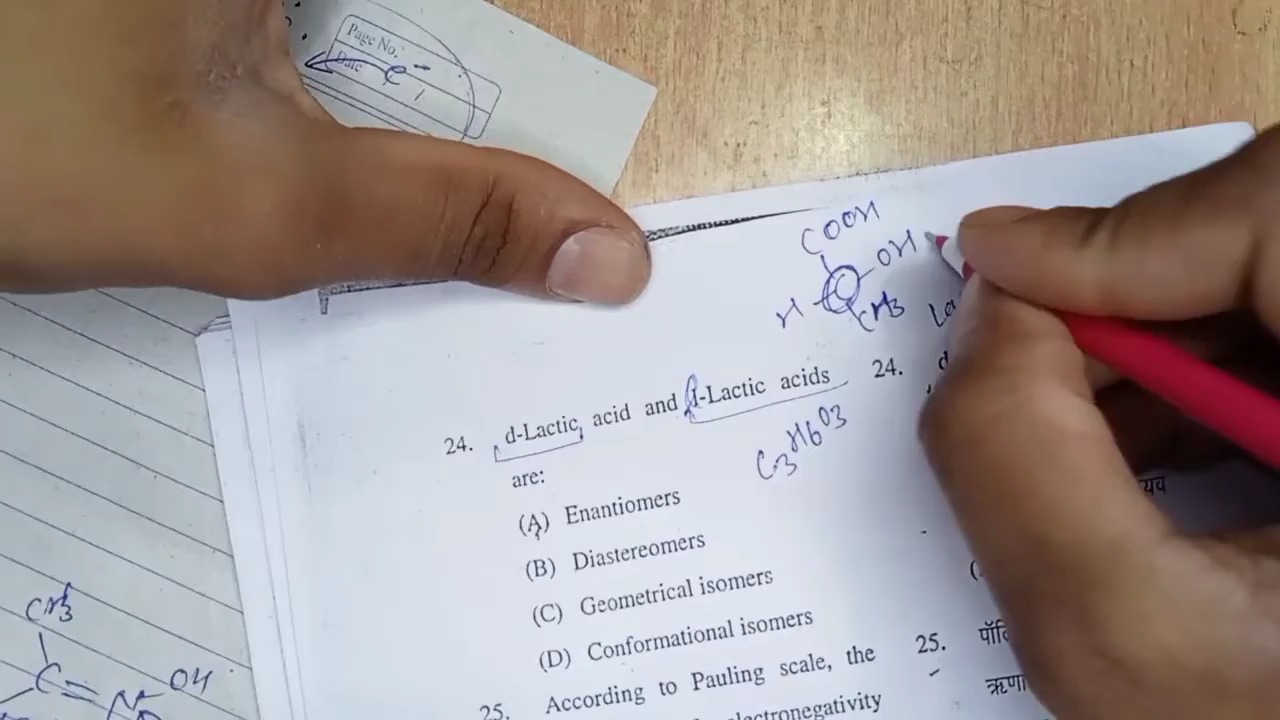 Page No.
Date
COOH
OH
H
CH3
24. d-Lactic acid and l-Lactic acids
24.
are:
C3H6O3
(A) Enantiomers
(B) Diastereomers
(C) Geometrical isomers
(D) Conformational isomers
25. According to Pauling scale, the
25.
electronegativity
CH3
C = N OH